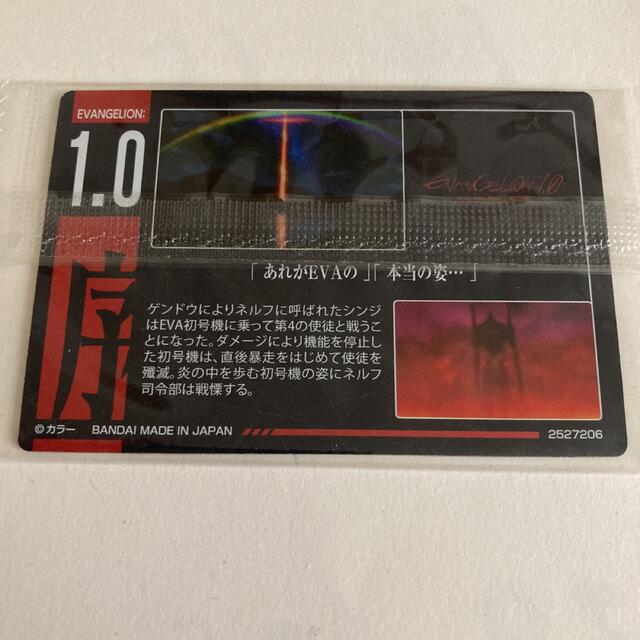 EVANGELION:
1.0
序
EVANGELION:1.0
「 あれがEVAの 」「 本当の姿… 」
ゲンドウによりネルフに呼ばれたシンジ
はEVA初号機に乗って第4の使徒と戦うこ
とになった。ダメージにより機能を停止し
た初号機は、直後暴走をはじめて使徒を
殲滅。炎の中を歩む初号機の姿にネルフ
司令部は戦慄する。
©カラー BANDAI MADE IN JAPAN
2527206